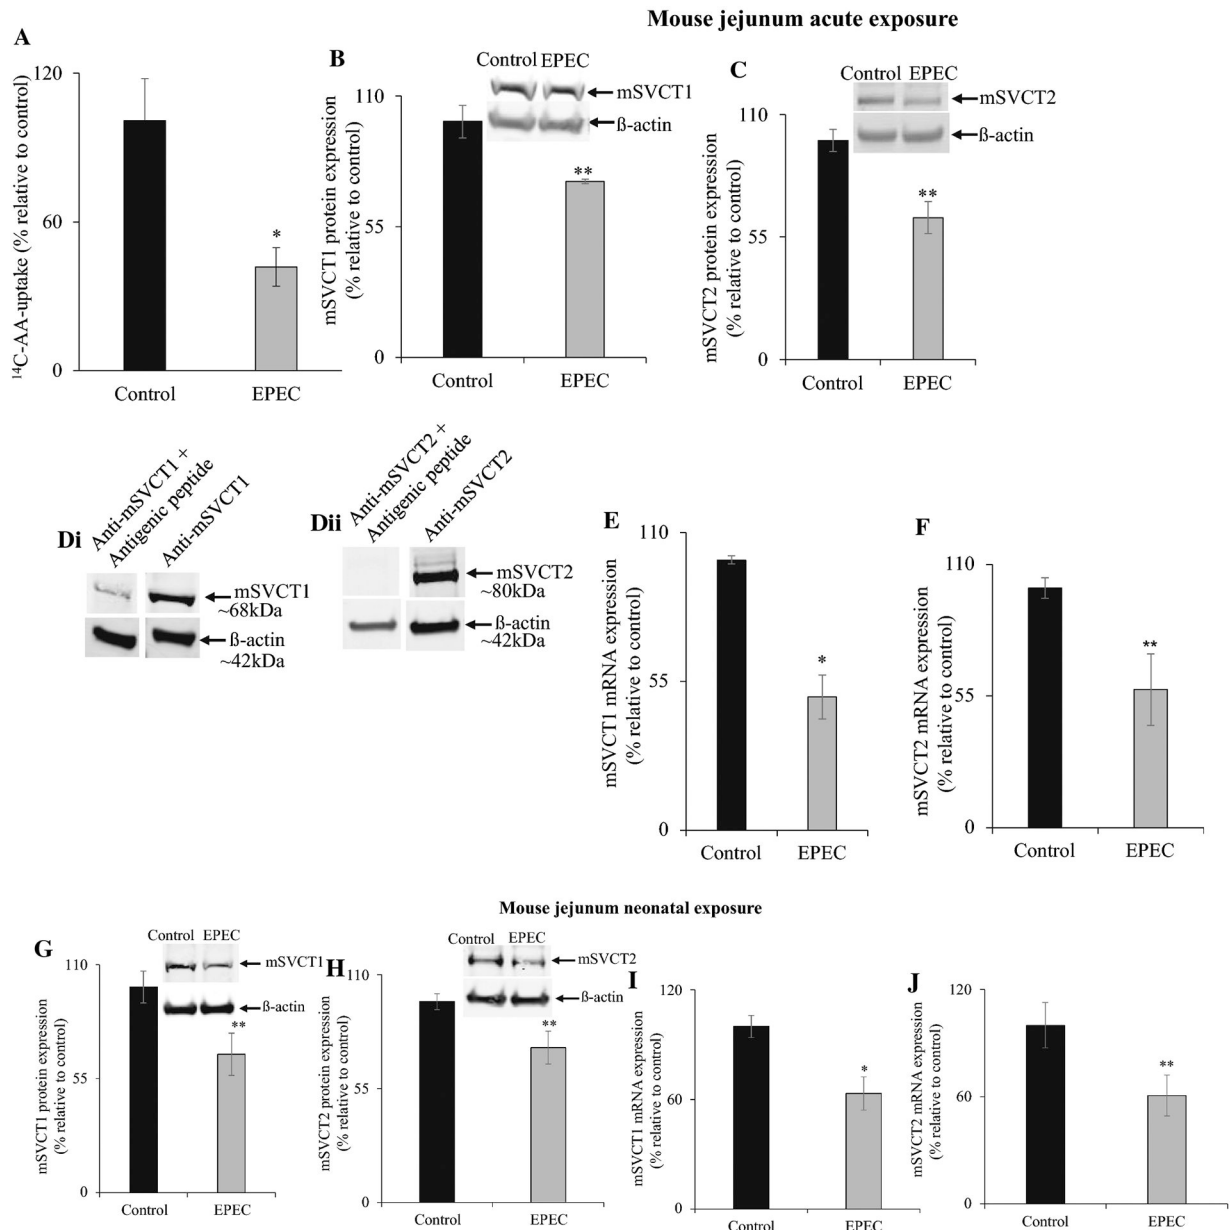 Mouse jejunum acute exposure
A
¹⁴C-AA-uptake (% relative to control)
120
60
0
*
Control
EPEC
B
Control EPEC
mSVCT1
ß-actin
mSVCT1 protein expression
(% relative to control)
110
55
0
**
Control
EPEC
C
Control EPEC
mSVCT2
ß-actin
mSVCT2 protein expression
(% relative to control)
110
55
0
**
Control
EPEC
Di
Anti-mSVCT1 +
Antigenic peptide
Anti-mSVCT1
mSVCT1
~68kDa
ß-actin
~42kDa
Dii
Anti-mSVCT2 +
Antigenic peptide
Anti-mSVCT2
mSVCT2
~80kDa
ß-actin
~42kDa
E
mSVCT1 mRNA expression
(% relative to control)
110
55
0
*
Control
EPEC
F
mSVCT2 mRNA expression
(% relative to control)
110
55
0
**
Control
EPEC
Mouse jejunum neonatal exposure
G
Control EPEC
mSVCT1
ß-actin
mSVCT1 protein expression
(% relative to control)
110
55
0
**
Control
EPEC
H
Control EPEC
mSVCT2
ß-actin
mSVCT2 protein expression
(% relative to control)
110
55
0
**
Control
EPEC
I
mSVCT1 mRNA expression
(% relative to control)
120
60
0
*
Control
EPEC
J
mSVCT2 mRNA expression
(% relative to control)
120
60
0
**
Control
EPEC